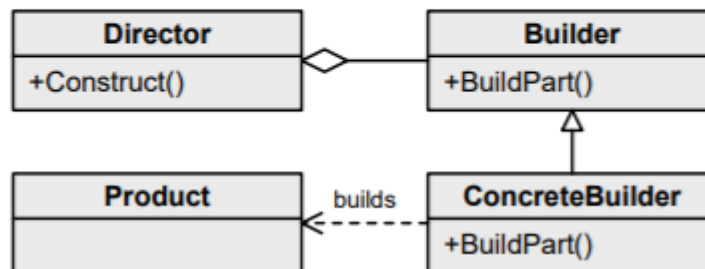 Director
+Construct()
Builder
+BuildPart()
Product
builds
ConcreteBuilder
+BuildPart()